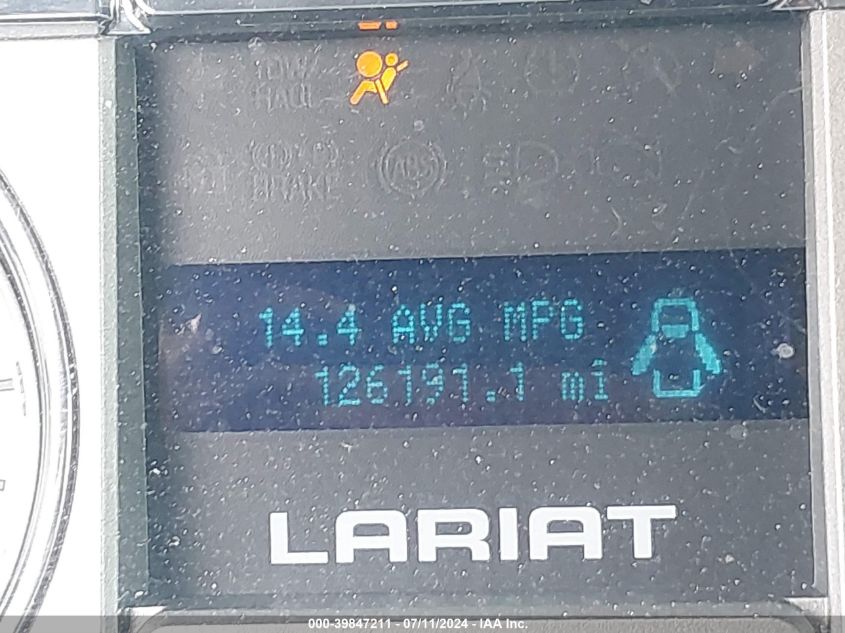 TOW/
HAUL
ABS
BRAKE
14.4 AVG MPG
126191.1 mi
LARIAT
000-39847211 - 07/11/2024 - IAA Inc.